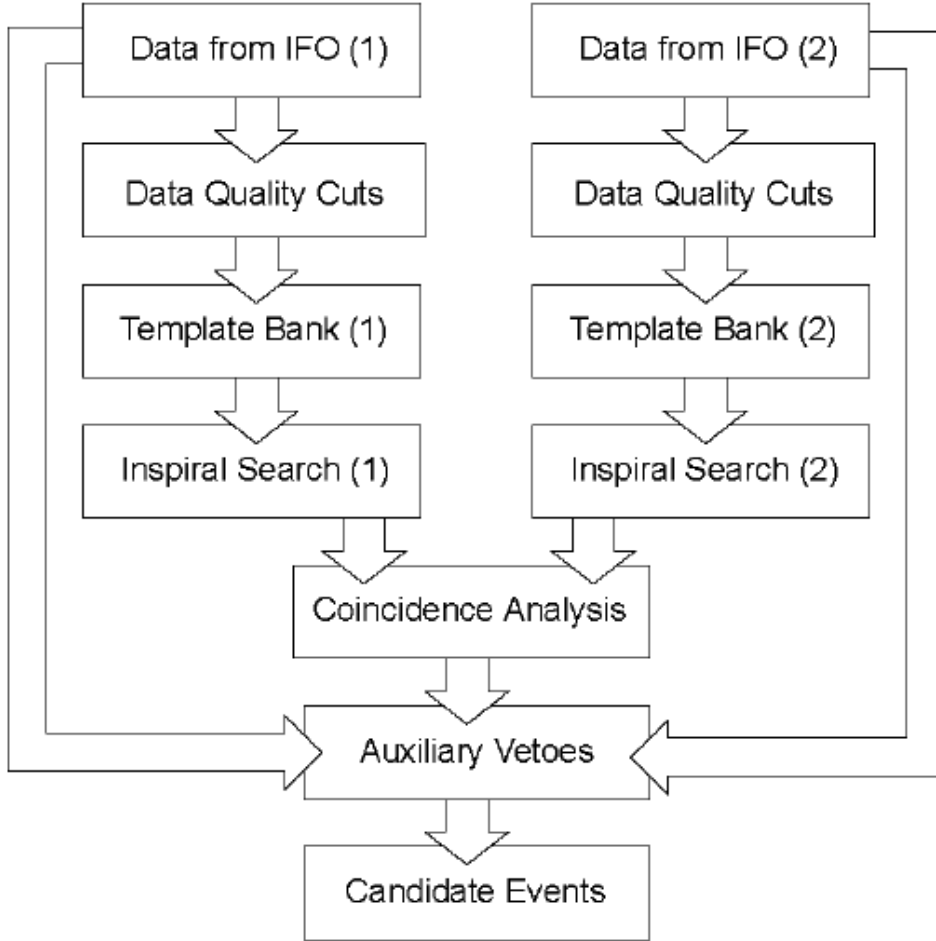 Data from IFO (1)
Data from IFO (2)
Data Quality Cuts
Data Quality Cuts
Template Bank (1)
Template Bank (2)
Inspiral Search (1)
Inspiral Search (2)
Coincidence Analysis
Auxiliary Vetoes
Candidate Events